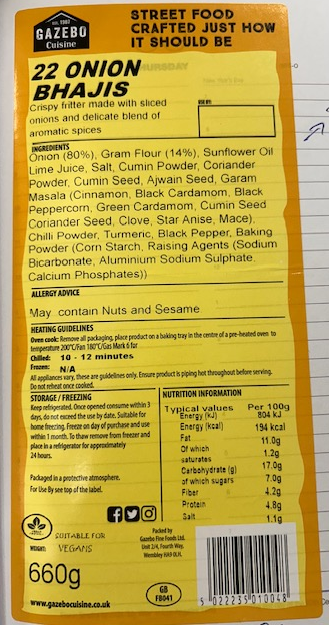 Est. 1987
GAZEBO
Cuisine
STREET FOOD
CRAFTED JUST HOW
IT SHOULD BE
22 ONION
BHAJIS
Crispy fritter made with sliced
onions and delicate blend of
aromatic spices
USE BY:
INGREDIENTS
Onion (80%), Gram Flour (14%), Sunflower Oil
Lime Juice, Salt, Cumin Powder, Coriander
Powder, Cumin Seed, Ajwain Seed, Garam
Masala (Cinnamon, Black Cardamom, Black
Peppercorn, Green Cardamom, Cumin Seed
Coriander Seed, Clove, Star Anise, Mace),
Chilli Powder, Turmeric, Black Pepper, Baking
Powder (Corn Starch, Raising Agents (Sodium
Bicarbonate, Aluminium Sodium Sulphate,
Calcium Phosphates))
ALLERGY ADVICE
May contain Nuts and Sesame
HEATING GUIDELINES
Oven cook: Remove all packaging, place product on a baking tray in the centre of a pre-heated oven to
temperature 200°C/Fan 180°C/Gas Mark 6 for
Chilled: 10 - 12 minutes
Frozen: N/A
All appliances vary, these are guidelines only. Ensure product is piping hot throughout before serving.
Do not reheat once cooked.
STORAGE / FREEZING
Keep refrigerated. Once opened consume within 3
days, do not exceed the use by date. Suitable for
home freezing. Freeze on day of purchase and use
within 1 month. To thaw remove from freezer and
place in a refrigerator for approximately
24 hours.
Packaged in a protective atmosphere.
For Use By see top of the label.
NUTRITION INFORMATION
Typical values Per 100g
Energy (KJ) 804 kJ
Energy (kcal) 194 kcal
Fat 11.0g
Of which
saturates 1.2g
Carbohydrate (g) 17.0g
of which sugars 7.0g
Fiber 4.2g
Protein 4.8g
Salt 1.1g
SUITABLE FOR
VEGANS
WEIGHT:
660g
www.gazebocuisine.co.uk
Packed by
Gazebo Fine Foods Ltd.
Unit 2/4, Fourth Way,
Wembley HA9 0LH.
GB
FB041
5 022235 010048